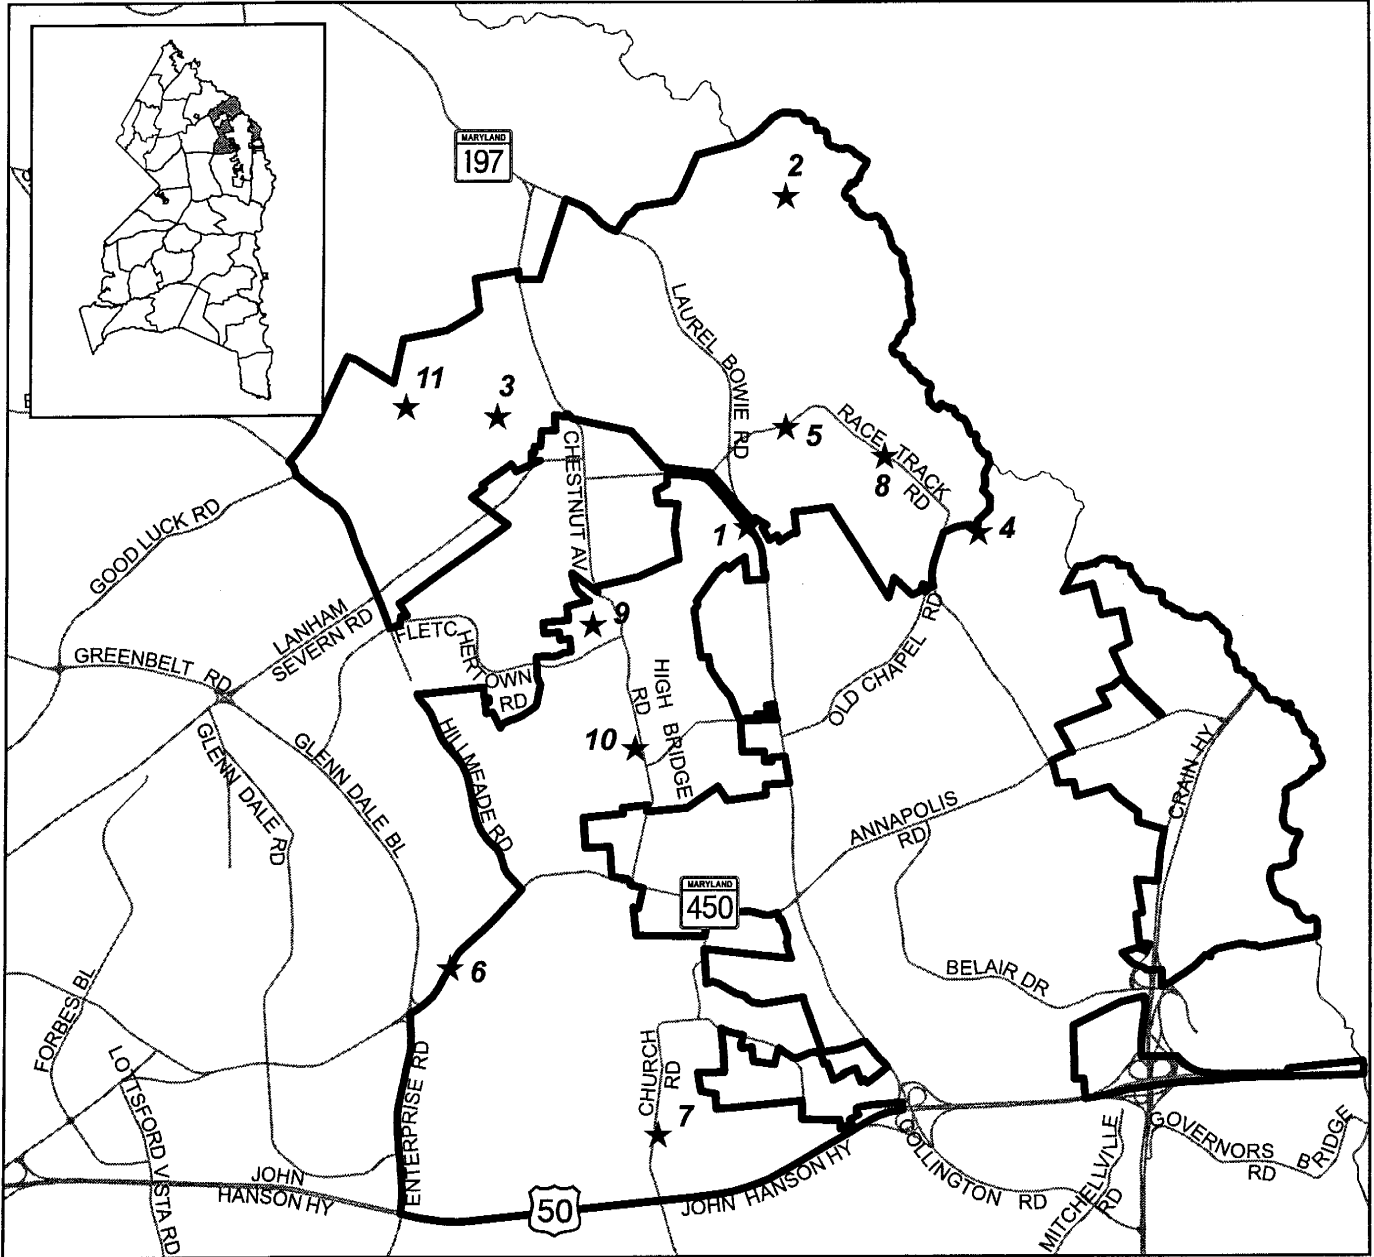 MARYLAND
197
2
LAUREL BOWIE RD
11
3
5
RACE TRACK
RD
8
CHESTNUT AV
1
4
GOOD LUCK RD
LANHAM
SEVERN RD
FLETC
HERT
OWN
RD
9
GREENBELT RD
OLD CHAPEL RD
HIGH BRIDGE
RD
10
GLENN DALE RD
GLENN DALE BL
HILLMEADE RD
CRAIN HY
ANNAPOLIS
RD
MARYLAND
450
6
BELAIR DR
FORBES BL
LOTTSFORD VISTA RD
ENTERPRISE RD
CHURCH
RD
7
JOHN
HANSON HY
50
JOHN HANSON HY
COLLINGTON RD
MITCHELLVILLE
RD
GOVERNORS
RD
BRIDGE